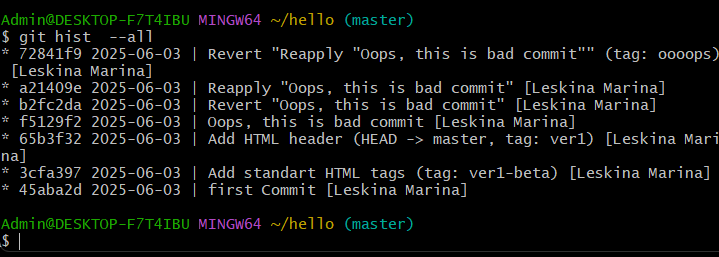 Admin@DESKTOP-F7T4IBU MINGW64 ~/hello (master)
$ git hist  --all
* 72841f9 2025-06-03 | Revert "Reapply "Oops, this is bad commit"" (tag: oooops)
 [Leskina Marina]
* a21409e 2025-06-03 | Reapply "Oops, this is bad commit" [Leskina Marina]
* b2fc2da 2025-06-03 | Revert "Oops, this is bad commit" [Leskina Marina]
* f5129f2 2025-06-03 | Oops, this is bad commit [Leskina Marina]
* 65b3f32 2025-06-03 | Add HTML header (HEAD -> master, tag: ver1) [Leskina Mari
na]
* 3cfa397 2025-06-03 | Add standart HTML tags (tag: ver1-beta) [Leskina Marina]
* 45aba2d 2025-06-03 | first Commit [Leskina Marina]
Admin@DESKTOP-F7T4IBU MINGW64 ~/hello (master)
$